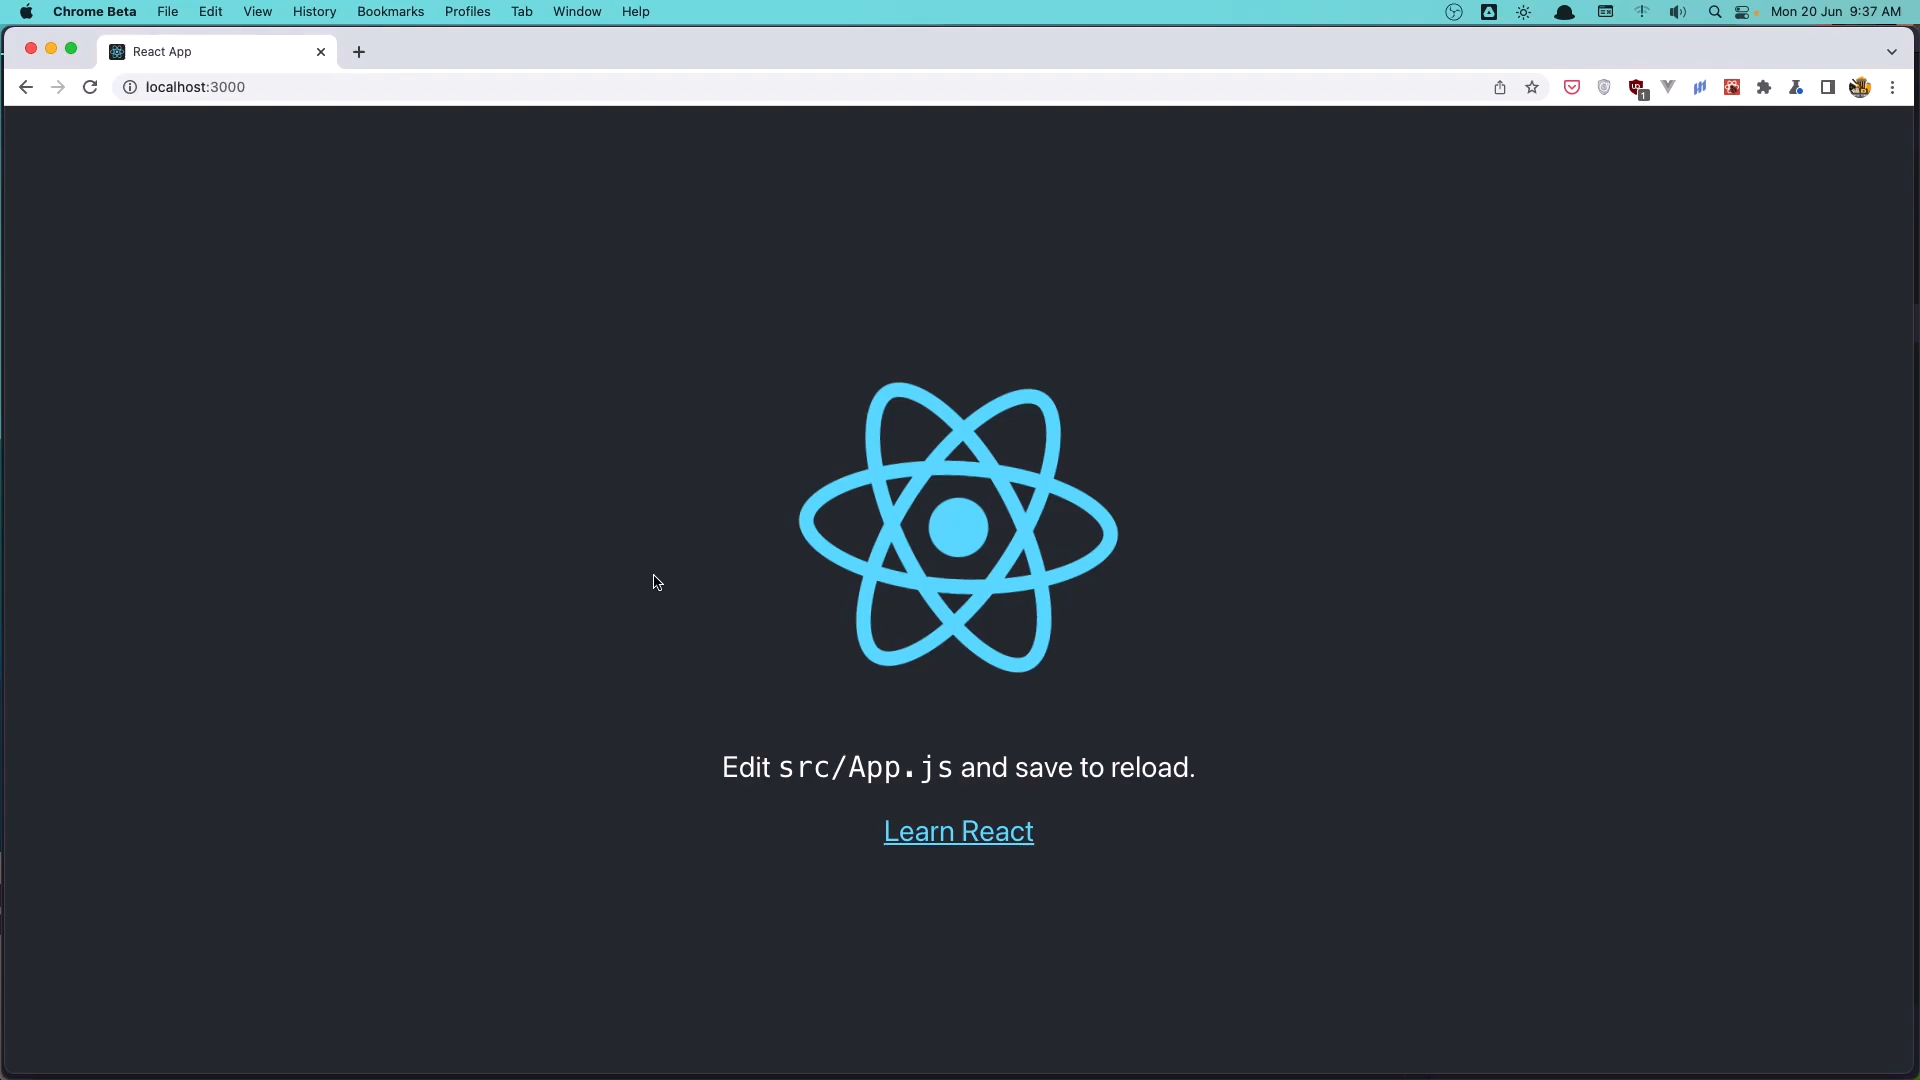 Chrome Beta File Edit View History Bookmarks Profiles Tab Window Help Mon 20 Jun 9:37 AM
React App
localhost:3000
1
Edit src/App.js and save to reload.
Learn React